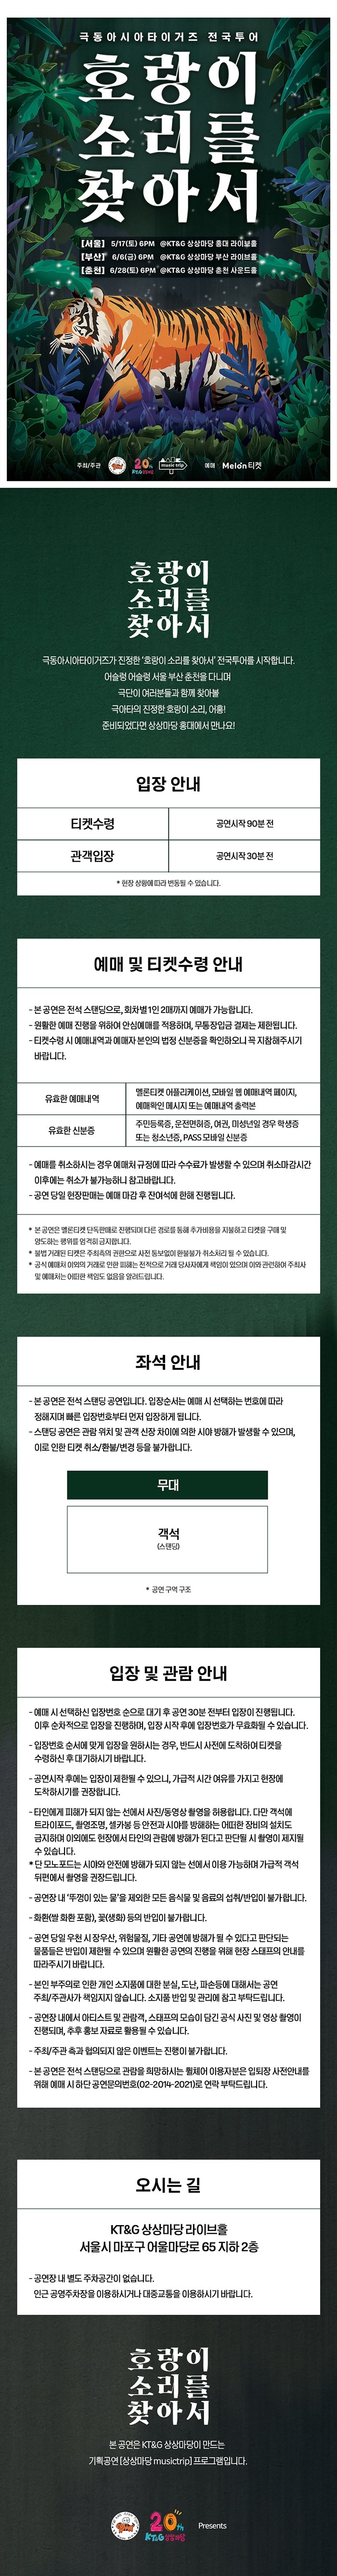 극동아시아타이거즈 전국투어
호랑이
소리를
찾아서
[서울] 5/17(토) 6PM @KT&G 상상마당 홍대 라이브홀
[부산] 6/6(금) 6PM @KT&G 상상마당 부산 라이브홀
[춘천] 6/28(토) 6PM @KT&G 상상마당 춘천 사운드홀
주최/주관 20th KT&G 상상마당 music trip 예매 Melon 티켓
호랑이
소리를
찾아서
극동아시아타이거즈가 진정한 '호랑이 소리를 찾아서' 전국투어를 시작합니다.
어슬렁 어슬렁 서울 부산 춘천을 다니며
극단이 여러분들과 함께 찾아볼
극아타의 진정한 호랑이 소리, 어흥!
준비되었다면 상상마당 홍대에서 만나요!
입장 안내
티켓수령 공연시작 90분 전
관객입장 공연시작 30분 전
* 현장 상황에 따라 변동될 수 있습니다.
예매 및 티켓수령 안내
- 본 공연은 전석 스탠딩으로, 회차별 1인 2매까지 예매가 가능합니다.
- 원활한 예매 진행을 위하여 안심예매를 적용하며, 무통장입금 결제는 제한됩니다.
- 티켓수령 시 예매내역과 예매자 본인의 법정 신분증을 확인하오니 꼭 지참해주시기
바랍니다.
유효한 예매내역
멜론티켓 어플리케이션, 모바일 웹 예매내역 페이지,
예매확인 메시지 또는 예매내역 출력본
유효한 신분증
주민등록증, 운전면허증, 여권, 미성년일 경우 학생증
또는 청소년증, PASS 모바일 신분증
- 예매를 취소하시는 경우 예매처 규정에 따라 수수료가 발생할 수 있으며 취소마감시간
이후에는 취소가 불가능하니 참고바랍니다.
- 공연 당일 현장판매는 예매 마감 후 잔여석에 한해 진행됩니다.
* 본 공연은 멜론티켓 단독판매로 진행되며 다른 경로를 통해 추가비용을 지불하고 티켓을 구매 및
양도하는 행위를 엄격히 금지합니다.
* 불법 거래된 티켓은 주최측의 권한으로 사전 통보없이 환불불가 취소처리 될 수 있습니다.
* 공식 예매처 이외의 거래로 인한 피해는 전적으로 거래 당사자에게 책임이 있으며 이와 관련하여 주최사
및 예매처는 어떠한 책임도 없음을 알려드립니다.
좌석 안내
- 본 공연은 전석 스탠딩 공연입니다. 입장순서는 예매 시 선택하는 번호에 따라
정해지며 빠른 입장번호부터 먼저 입장하게 됩니다.
- 스탠딩 공연은 관람 위치 및 관객 신장 차이에 의한 시야 방해가 발생할 수 있으며,
이로 인한 티켓 취소/환불/변경 등을 불가합니다.
무대
객석
(스탠딩)
* 공연 구역 구조
입장 및 관람 안내
- 예매 시 선택하신 입장번호 순으로 대기 후 공연 30분 전부터 입장이 진행됩니다.
이후 순차적으로 입장을 진행하며, 입장 시작 후에 입장번호가 무효화될 수 있습니다.
- 입장번호 순서에 맞게 입장을 원하시는 경우, 반드시 사전에 도착하여 티켓을
수령하신 후 대기하시기 바랍니다.
- 공연시작 후에는 입장이 제한될 수 있으니, 가급적 시간 여유를 가지고 현장에
도착하시기를 권장합니다.
- 타인에게 피해가 되지 않는 선에서 사진/동영상 촬영을 허용합니다. 다만 객석에
트라이포드, 촬영조명, 셀카봉 등 안전과 시야를 방해하는 어떠한 장비의 설치도
금지하며 이외에도 현장에서 타인의 관람에 방해가 된다고 판단될 시 촬영이 제지될
수 있습니다.
* 단 모노포드는 시야와 안전에 방해가 되지 않는 선에서 이용 가능하며 가급적 객석
뒤편에서 촬영을 권장드립니다.
- 공연장 내 '뚜껑이 있는 물'을 제외한 모든 음식물 및 음료의 섭취/반입이 불가합니다.
- 화환(쌀 화환 포함), 꽃(생화) 등의 반입이 불가합니다.
- 공연 당일 우천 시 장우산, 위험물질, 기타 공연에 방해가 될 수 있다고 판단되는
물품들은 반입이 제한될 수 있으며 원활한 공연의 진행을 위해 현장 스태프의 안내를
따라주시기 바랍니다.
- 본인 부주의로 인한 개인 소지품에 대한 분실, 도난, 파손등에 대해서는 공연
주최/주관사가 책임지지 않습니다. 소지품 반입 및 관리에 참고 부탁드립니다.
- 공연장 내에서 아티스트 및 관람객, 스태프의 모습이 담긴 공식 사진 및 영상 촬영이
진행되며, 추후 홍보 자료로 활용될 수 있습니다.
- 주최/주관 측과 협의되지 않은 이벤트는 진행이 불가합니다.
- 본 공연은 전석 스탠딩으로 관람을 희망하시는 휠체어 이용자분은 입퇴장 사전안내를
위해 예매 시 하단 공연문의번호(02-2014-2021)로 연락 부탁드립니다.
오시는 길
KT&G 상상마당 라이브홀
서울시 마포구 어울마당로 65 지하 2층
- 공연장 내 별도 주차공간이 없습니다.
인근 공영주차장을 이용하시거나 대중교통을 이용하시기 바랍니다.
호랑이
소리를
찾아서
본 공연은 KT&G 상상마당이 만드는
기획공연 [상상마당 musictrip] 프로그램입니다.
20th KT&G 상상마당 Presents